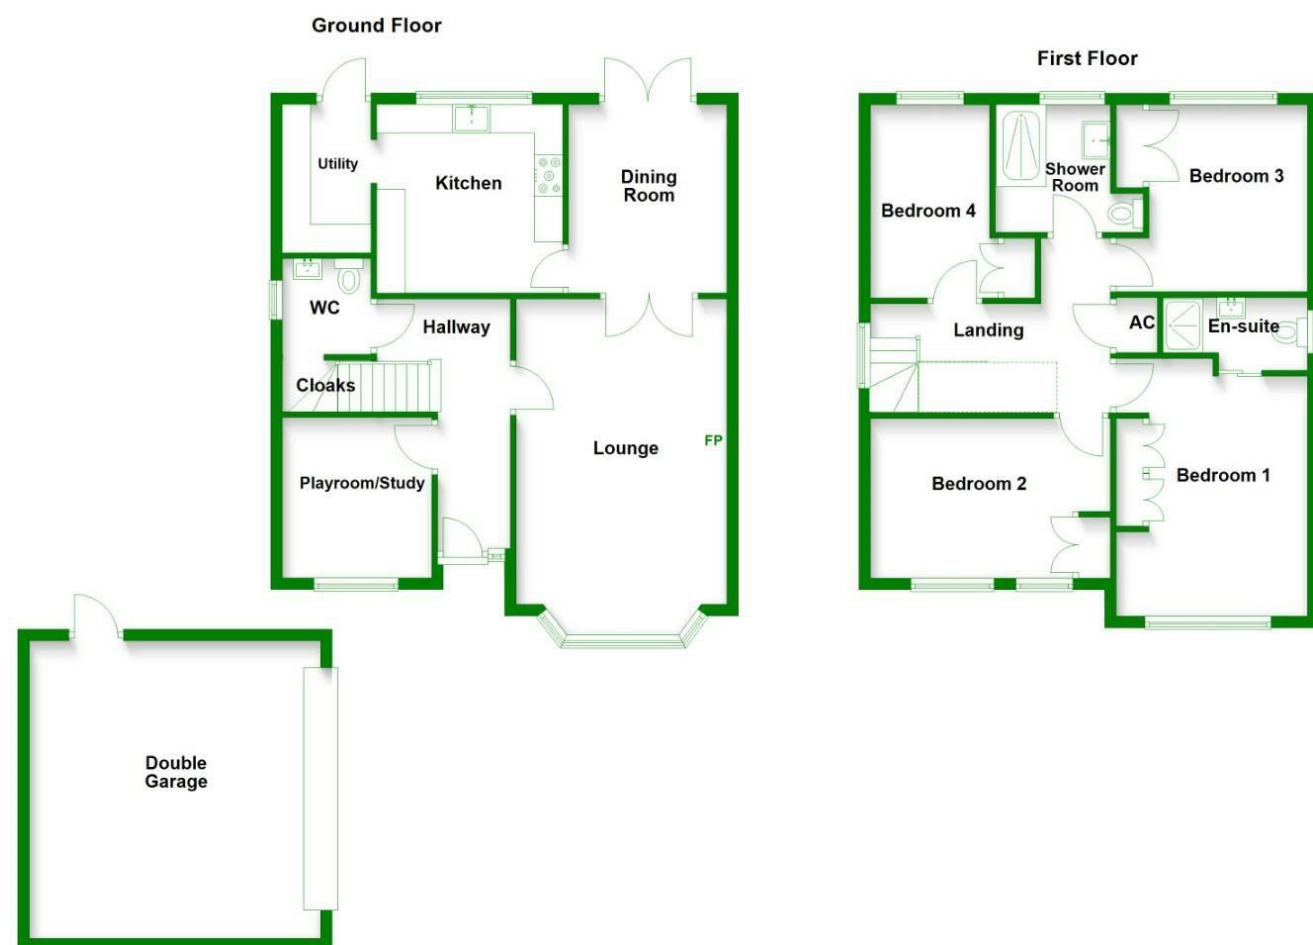 Ground Floor
Utility
Kitchen
Dining
Room
WC
Hallway
Cloaks
Lounge
FP
Playroom/Study
Double
Garage
First Floor
Bedroom 4
Shower
Room
Bedroom 3
Landing
AC
En-suite
Bedroom 2
Bedroom 1